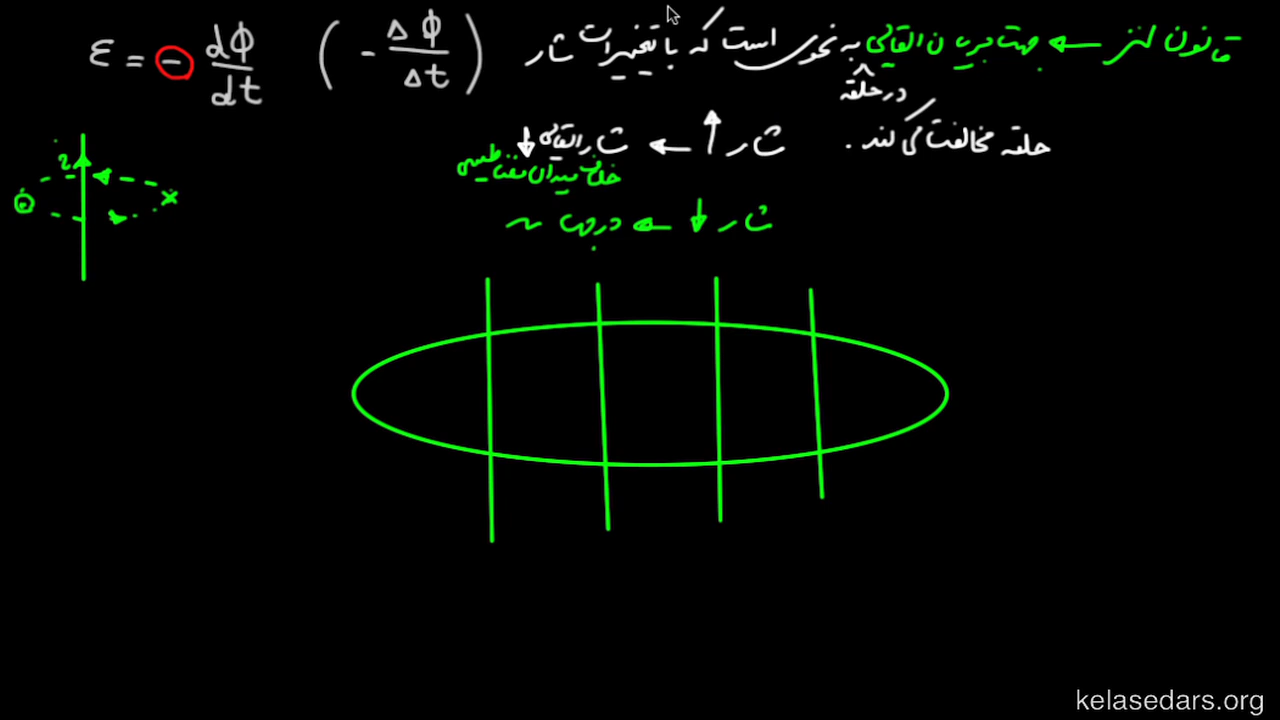 قانون لنز ← جهت جریان القایی در حلقه به نحوی است که با تغییرات شار
ε = - dΦ/dt (- ΔΦ/Δt)
حلقه مخالفت می کند .
شار ↑ ← شار القایی ↓
خلاف میدان مغناطیسی
شار ↓ ← در جهت ~
kelasedars.org